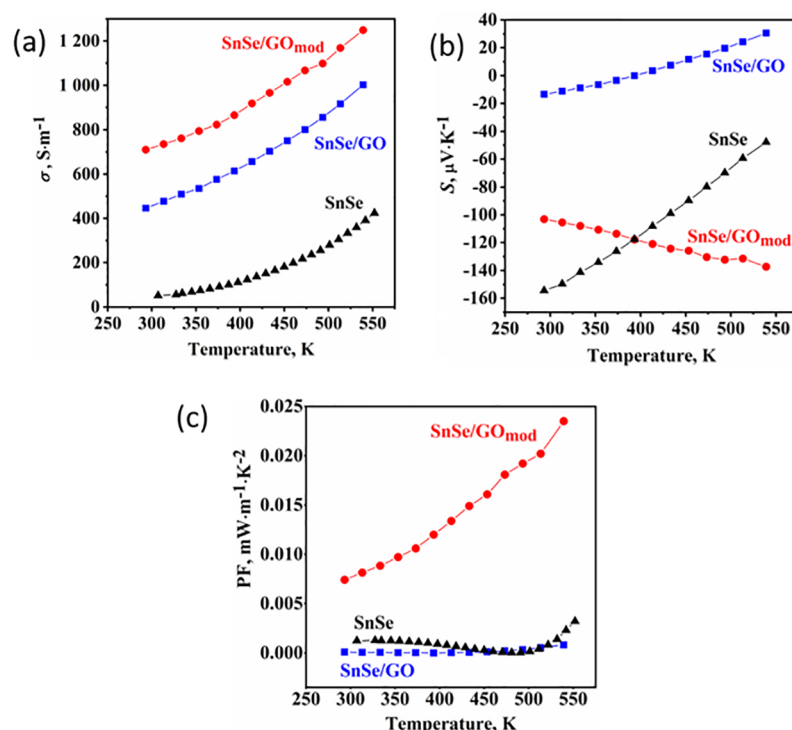 (a)
σ, S·m⁻¹
1 200
1 000
800
600
400
200
0
SnSe/GOmod
SnSe/GO
SnSe
250 300 350 400 450 500 550
Temperature, K
(b)
S, μV·K⁻¹
40
20
0
-20
-40
-60
-80
-100
-120
-140
-160
SnSe/GO
SnSe
SnSe/GOmod
250 300 350 400 450 500 550
Temperature, K
(c)
PF, mW·m⁻¹·K⁻²
0.025
0.020
0.015
0.010
0.005
0.000
SnSe/GOmod
SnSe
SnSe/GO
250 300 350 400 450 500 550
Temperature, K